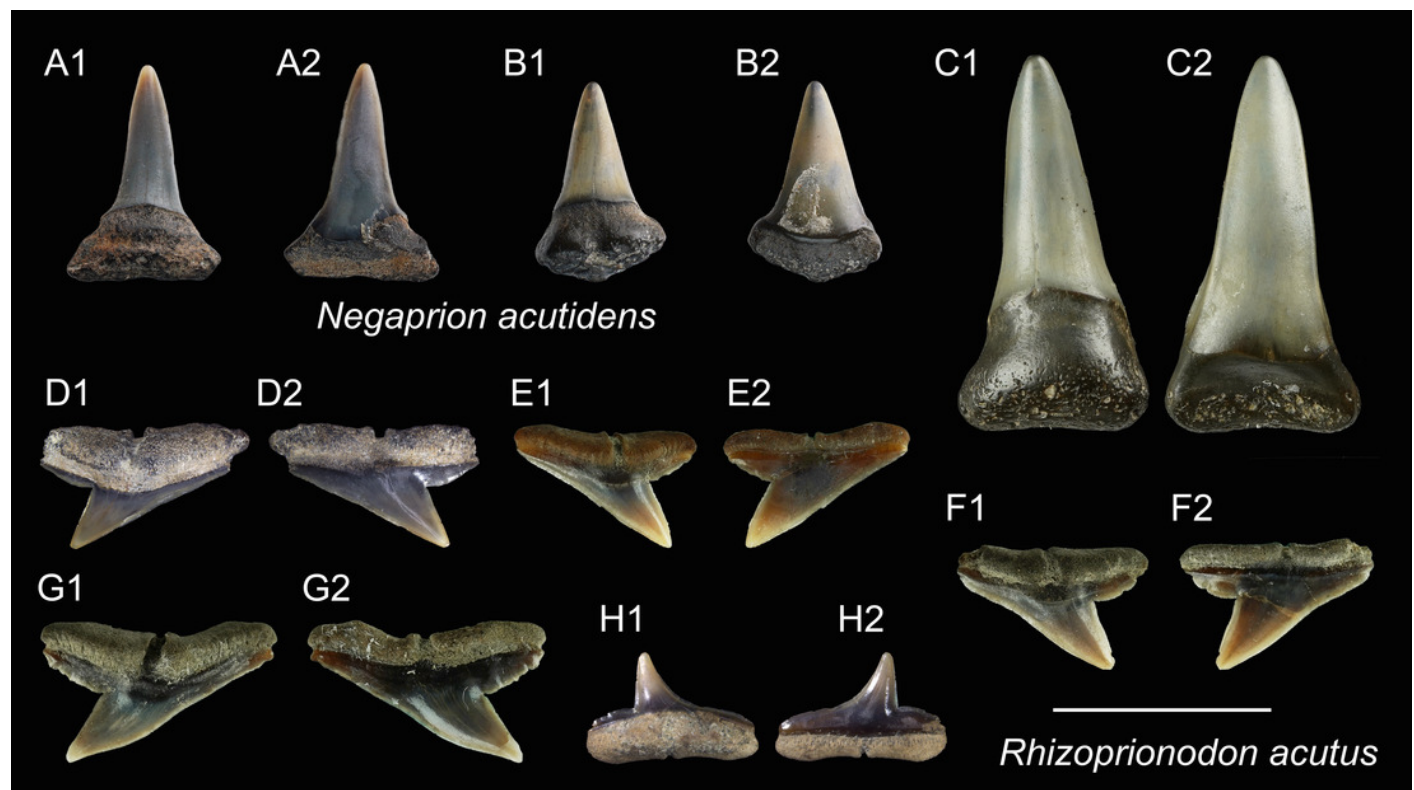 A1 A2 B1 B2 C1 C2
Negaprion acutidens
D1 D2 E1 E2
F1 F2
G1 G2
H1 H2
Rhizoprionodon acutus